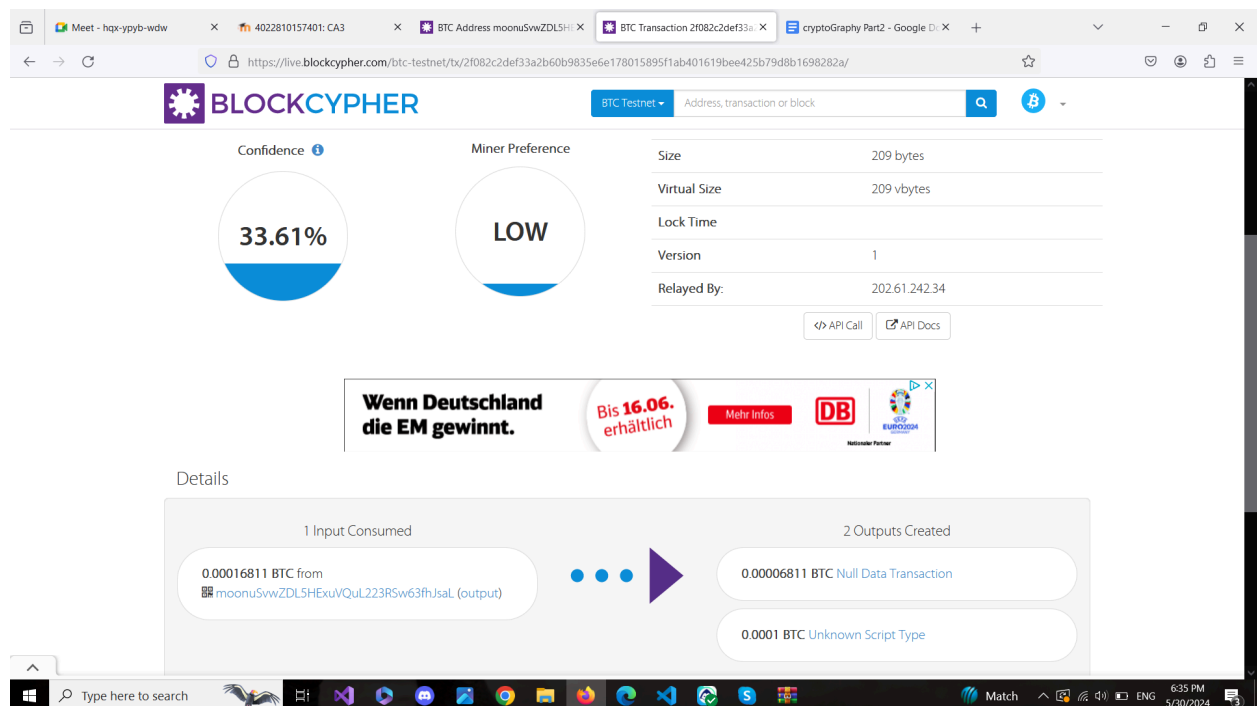 Meet - hqx-ypyb-wdw
4022810157401: CA3
BTC Address moonuSvwZDL5HE
BTC Transaction 2f082c2def33a
cryptoGraphy Part2 - Google D
https://live.blockcypher.com/btc-testnet/tx/2f082c2def33a2b60b9835e6e178015895f1ab401619bee425b79d8b1698282a/
BLOCKCYPHER
BTC Testnet
Address, transaction or block
Confidence
Miner Preference
33.61%
LOW
Size 209 bytes
Virtual Size 209 vbytes
Lock Time
Version 1
Relayed By: 202.61.242.34
</> API Call
API Docs
Wenn Deutschland
die EM gewinnt.
Bis 16.06.
erhältlich
Mehr Infos
DB
EURO2024
GERMANY
Nationaler Partner
Details
1 Input Consumed
0.00016811 BTC from
moonuSvwZDL5HExuVQuL223RSw63fhJsaL (output)
2 Outputs Created
0.00006811 BTC Null Data Transaction
0.0001 BTC Unknown Script Type
Type here to search
Match
ENG
6:35 PM
5/30/2024
3